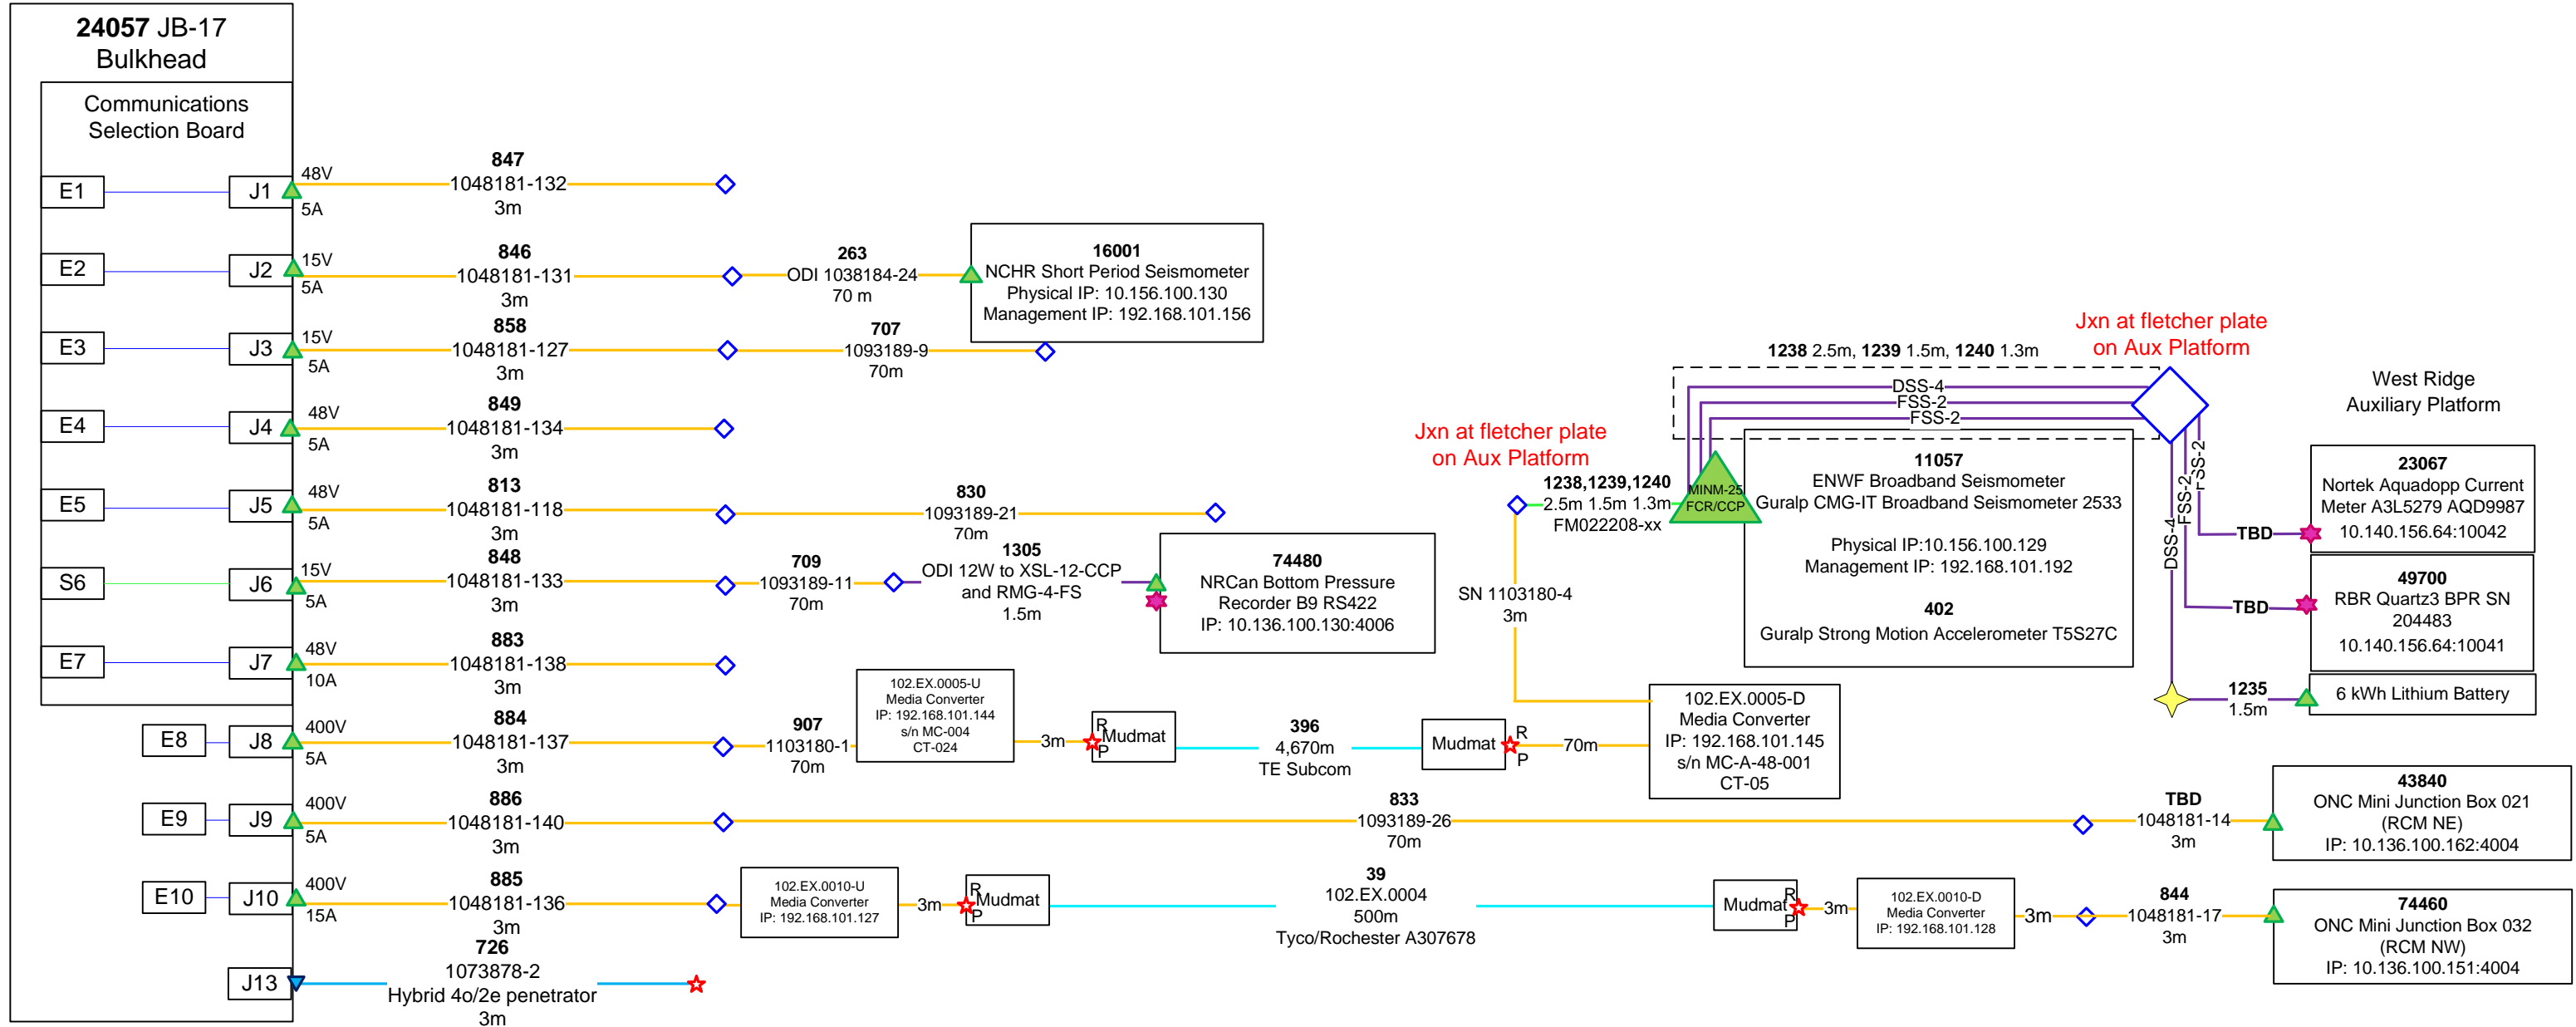 24057 JB-17
Bulkhead
Communications
Selection Board
E1
J1
48V
5A
847
1048181-132
3m
E2
J2
15V
5A
846
1048181-131
3m
263
ODI 1038184-24
70 m
16001
NCHR Short Period Seismometer
Physical IP: 10.156.100.130
Management IP: 192.168.101.156
E3
J3
15V
5A
858
1048181-127
3m
707
1093189-9
70m
E4
J4
48V
5A
849
1048181-134
3m
E5
J5
48V
5A
813
1048181-118
3m
830
1093189-21
70m
S6
J6
15V
5A
848
1048181-133
3m
709
1093189-11
70m
1305
ODI 12W to XSL-12-CCP
and RMG-4-FS
1.5m
74480
NRCan Bottom Pressure
Recorder B9 RS422
IP: 10.136.100.130:4006
E7
J7
48V
10A
883
1048181-138
3m
E8
J8
400V
5A
884
1048181-137
3m
907
1103180-1
70m
102.EX.0005-U
Media Converter
IP: 192.168.101.144
s/n MC-004
CT-024
3m
R
P
Mudmat
396
4,670m
TE Subcom
Mudmat
R
P
70m
102.EX.0005-D
Media Converter
IP: 192.168.101.145
s/n MC-A-48-001
CT-05
SN 1103180-4
3m
Jxn at fletcher plate
on Aux Platform
1238,1239,1240
2.5m 1.5m 1.3m
FM022208-xx
MINM-25
FCR/CCP
11057
ENWF Broadband Seismometer
Guralp CMG-IT Broadband Seismometer 2533
Physical IP:10.156.100.129
Management IP: 192.168.101.192
402
Guralp Strong Motion Accelerometer T5S27C
1238 2.5m, 1239 1.5m, 1240 1.3m
DSS-4
FSS-2
FSS-2
Jxn at fletcher plate
on Aux Platform
West Ridge
Auxiliary Platform
DSS-4
FSS-2
FSS-2
TBD
23067
Nortek Aquadopp Current
Meter A3L5279 AQD9987
10.140.156.64:10042
TBD
49700
RBR Quartz3 BPR SN
204483
10.140.156.64:10041
1235
1.5m
6 kWh Lithium Battery
E9
J9
400V
5A
886
1048181-140
3m
833
1093189-26
70m
TBD
1048181-14
3m
43840
ONC Mini Junction Box 021
(RCM NE)
IP: 10.136.100.162:4004
E10
J10
400V
15A
885
1048181-136
3m
102.EX.0010-U
Media Converter
IP: 192.168.101.127
3m
R
P
Mudmat
39
102.EX.0004
500m
Tyco/Rochester A307678
Mudmat
R
P
3m
102.EX.0010-D
Media Converter
IP: 192.168.101.128
3m
844
1048181-17
3m
74460
ONC Mini Junction Box 032
(RCM NW)
IP: 10.136.100.151:4004
J13
726
1073878-2
Hybrid 4o/2e penetrator
3m